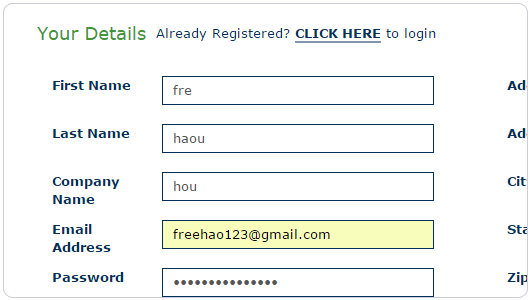 Your Details Already Registered? CLICK HERE to login
First Name fre
Last Name haou
Company Name hou
Email Address freehao123@gmail.com
Password •••••••••••••••
Ad
Ad
Cit
Sta
Zip